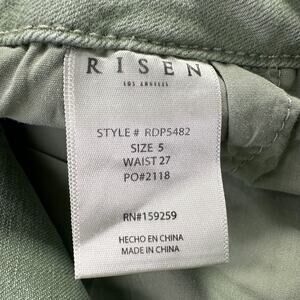 RISEN
LOS ANGELES
STYLE # RDP5482
SIZE 5
WAIST 27
PO#2118
RN#159259
HECHO EN CHINA
MADE IN CHINA